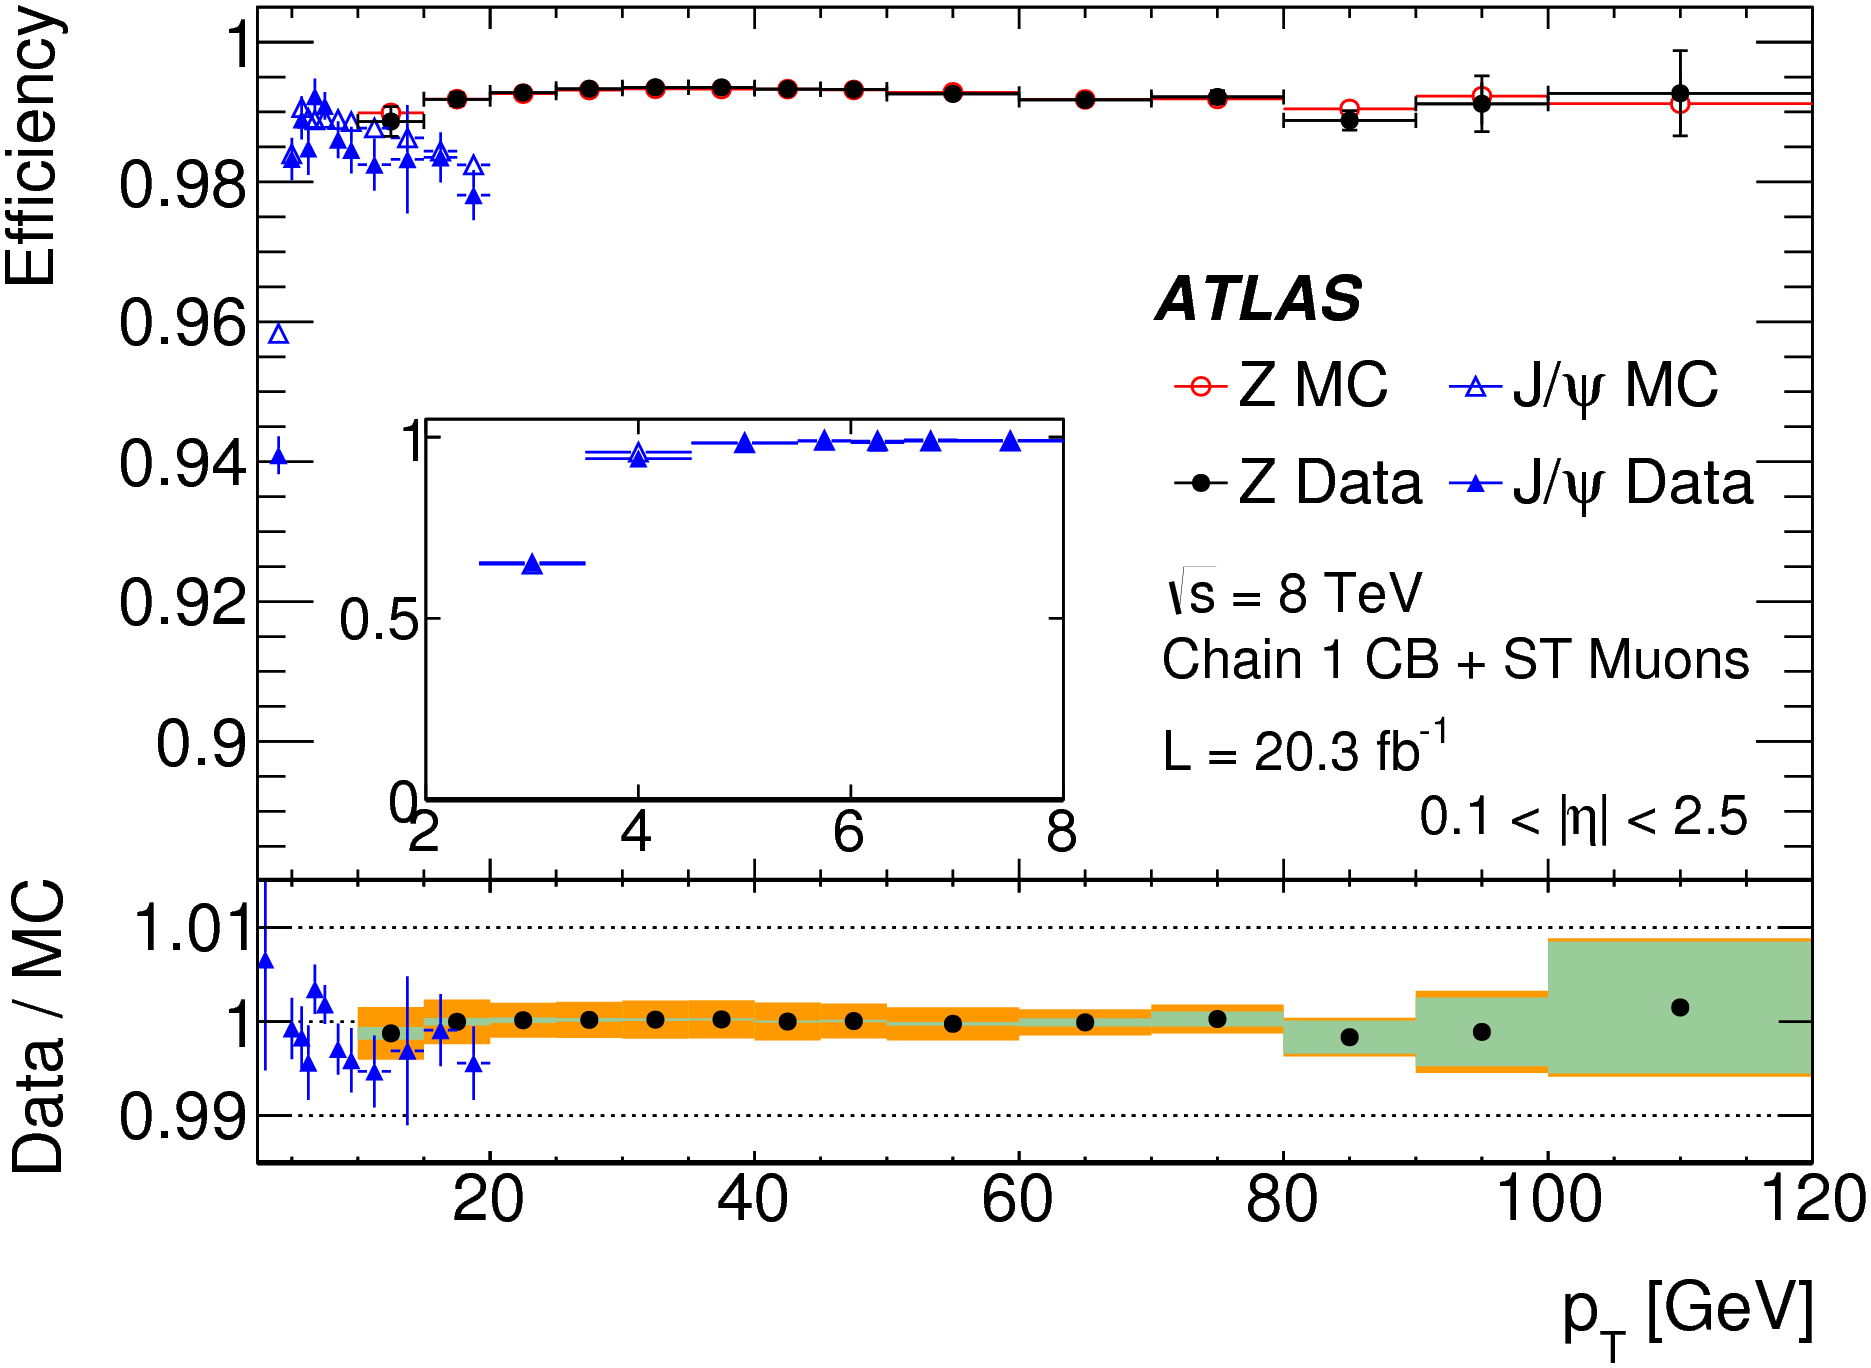 Efficiency
1
0.98
0.96
0.94
0.92
0.9
ATLAS
Z MC J/ψ MC
Z Data J/ψ Data
√s = 8 TeV
Chain 1 CB + ST Muons
L = 20.3 fb⁻¹
0.1 < |η| < 2.5
1
0.5
0
2 4 6 8
Data / MC
1.01
1
0.99
20 40 60 80 100 120
p_T [GeV]